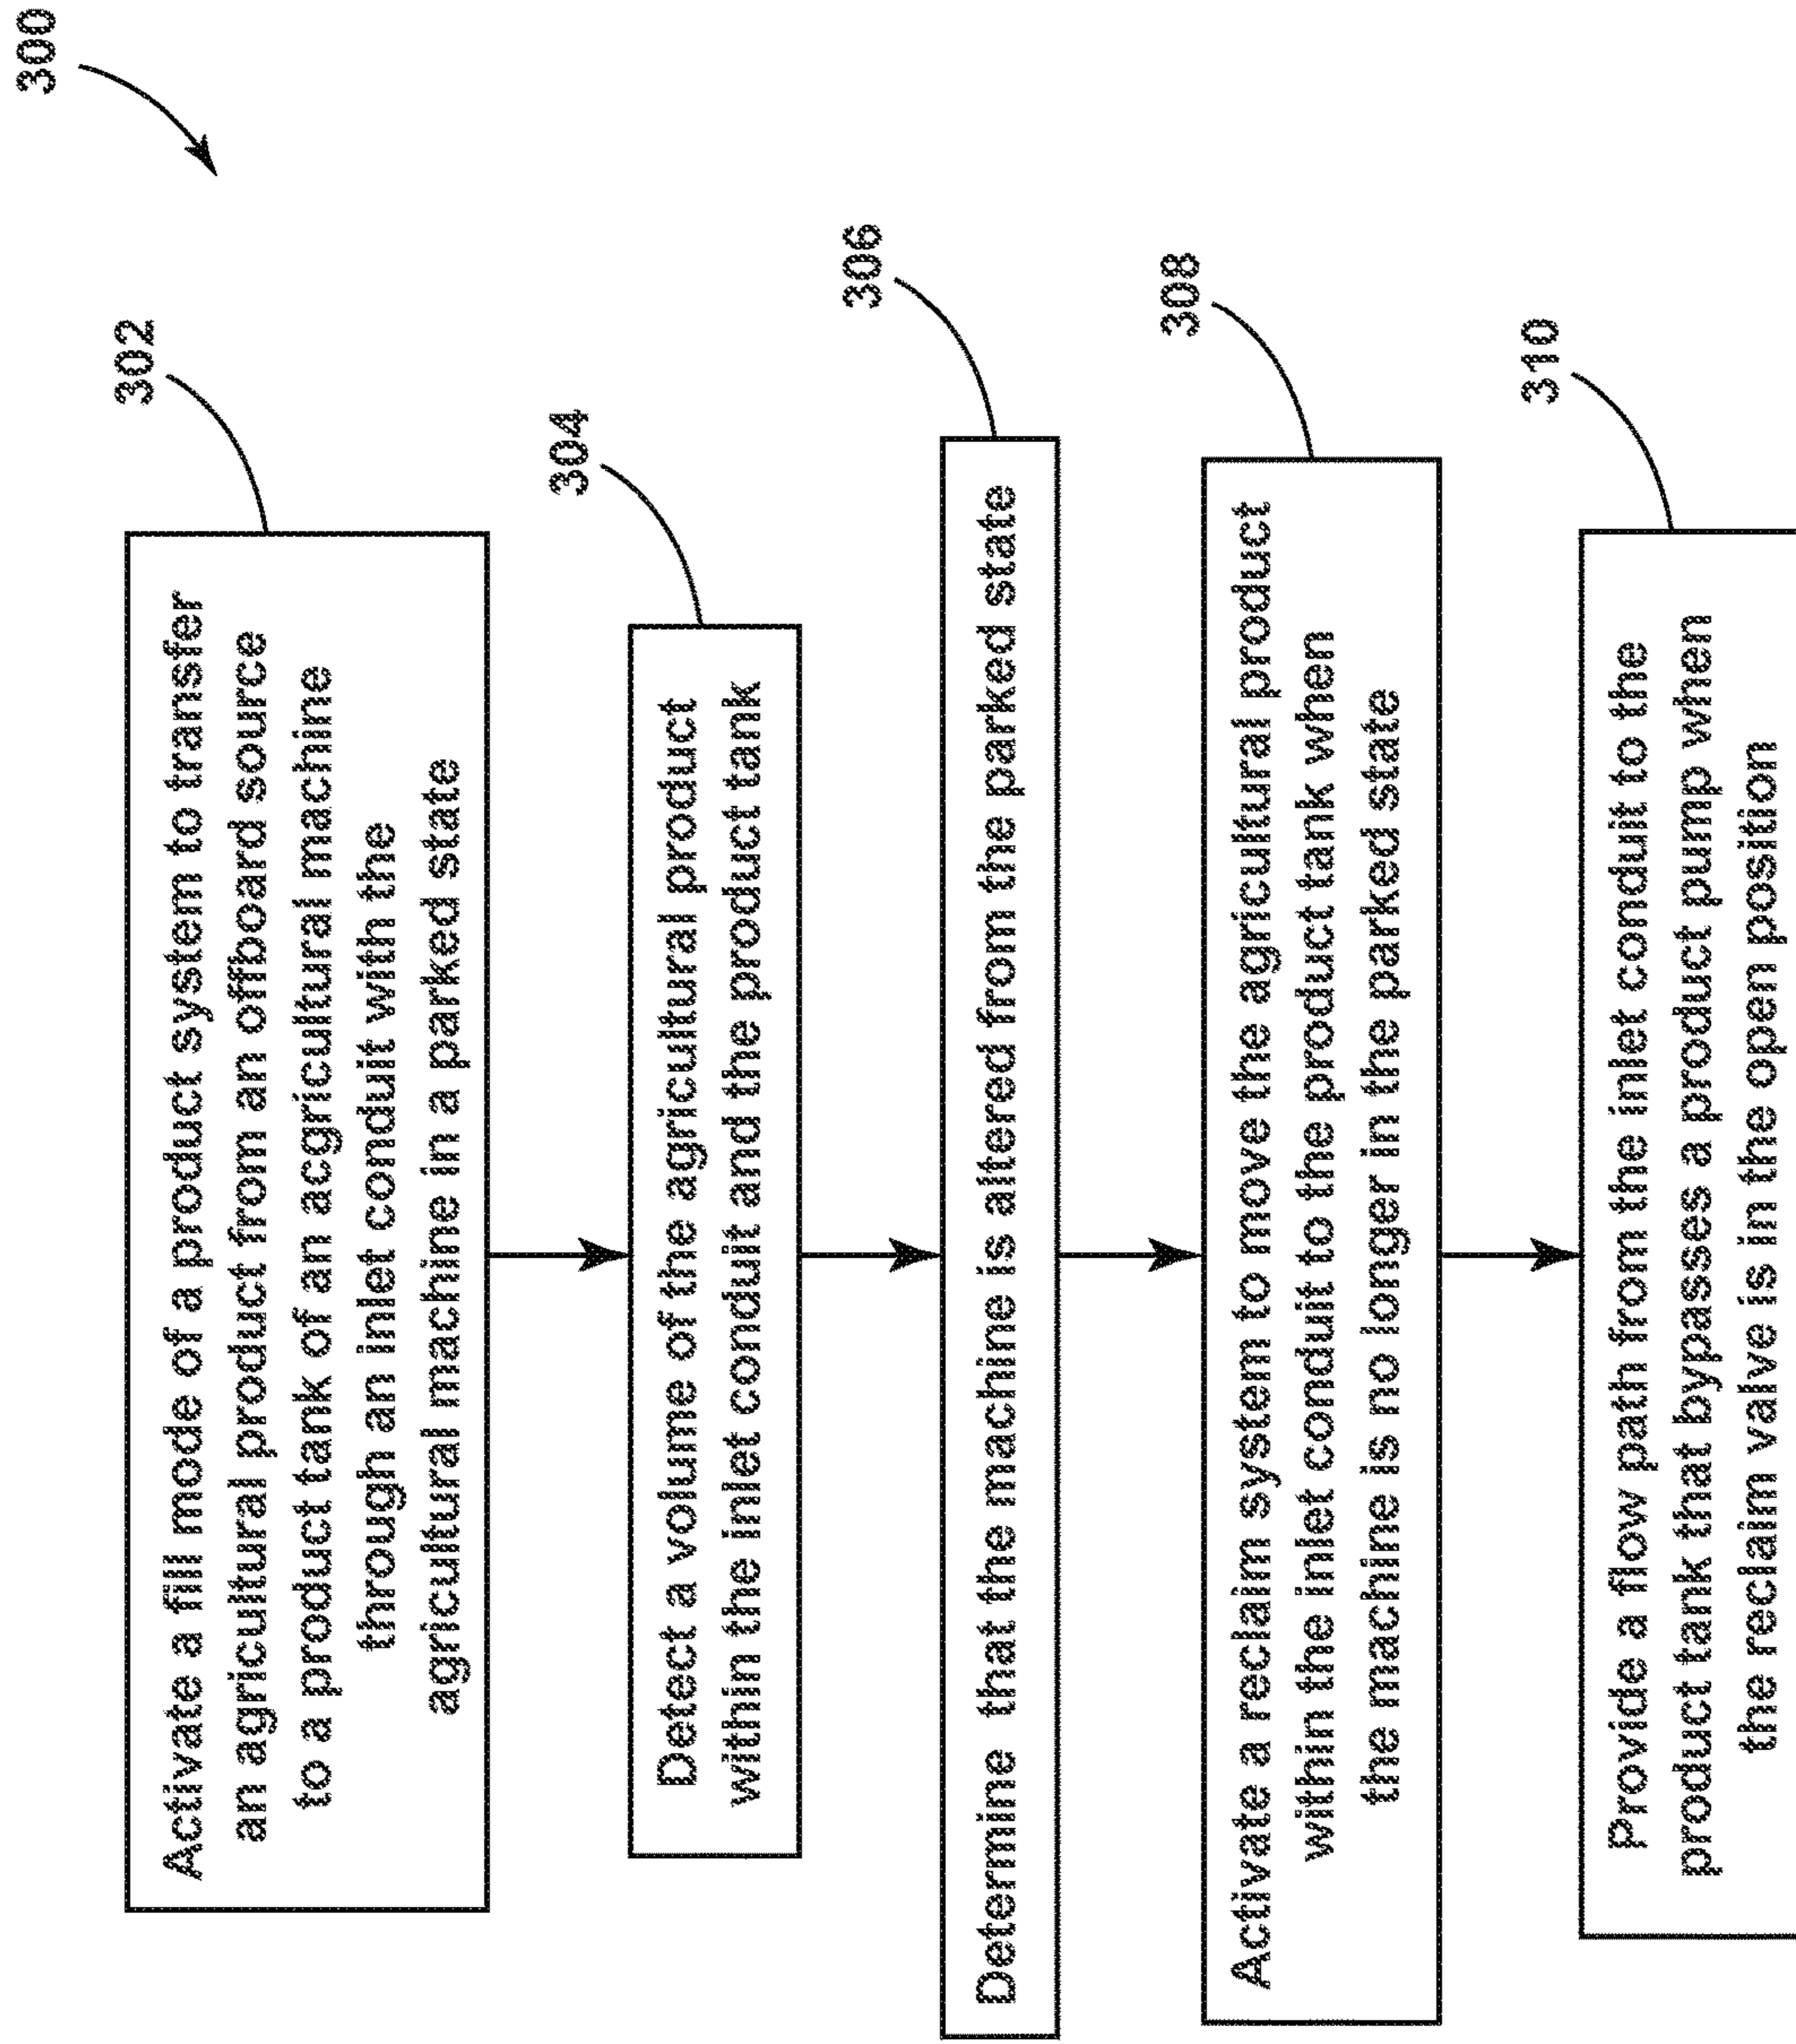 300
302
Activate a fill mode of a product system to transfer
an agricultural product from an offboard source
to a product tank of an acgricultural machine
through an inlet conduit with the
agricultural machine in a parked state
304
Detect a volume of the agricultural product
within the inlet conduit and the product tank
306
Determine that the machine is altered from the parked state
308
Activate a reclaim system to move the agricultural product
within the inlet conduit to the product tank when
the machine is no longer in the parked state
310
Provide a flow path from the inlet conduit to the
product tank that bypasses a product pump when
the reclaim valve is in the open position